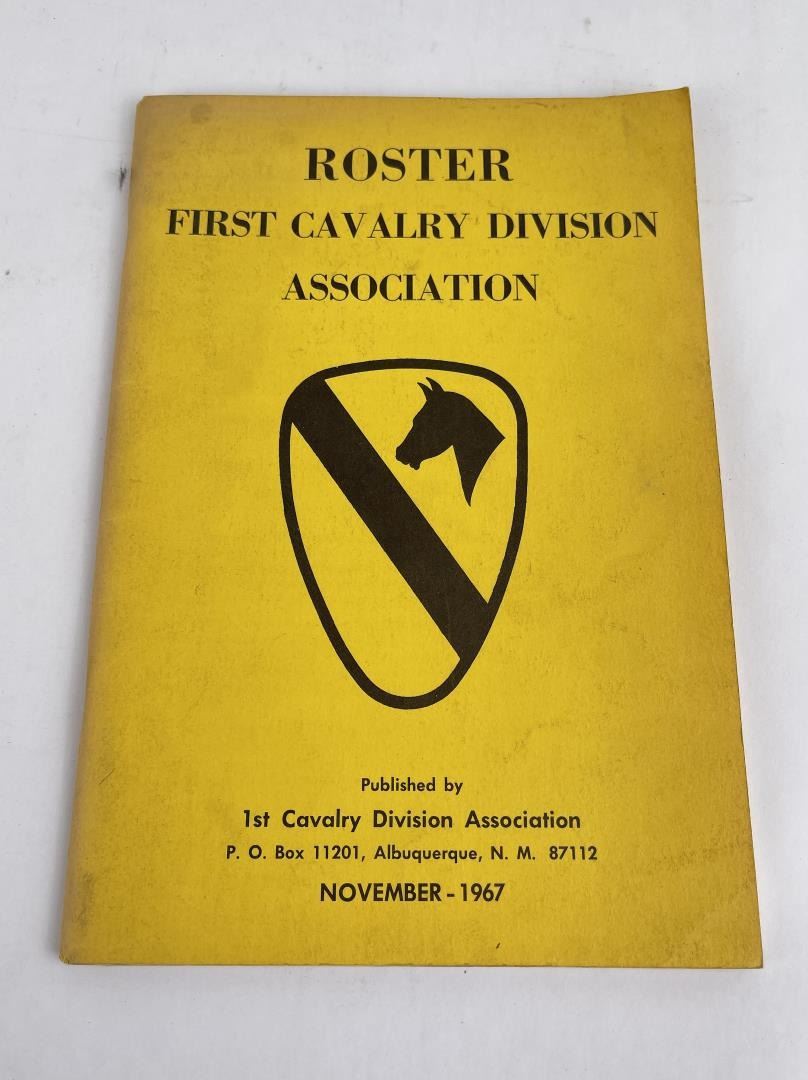 ROSTER
FIRST CAVALRY DIVISION
ASSOCIATION
Published by
1st Cavalry Division Association
P. O. Box 11201, Albuquerque, N. M. 87112
NOVEMBER - 1967